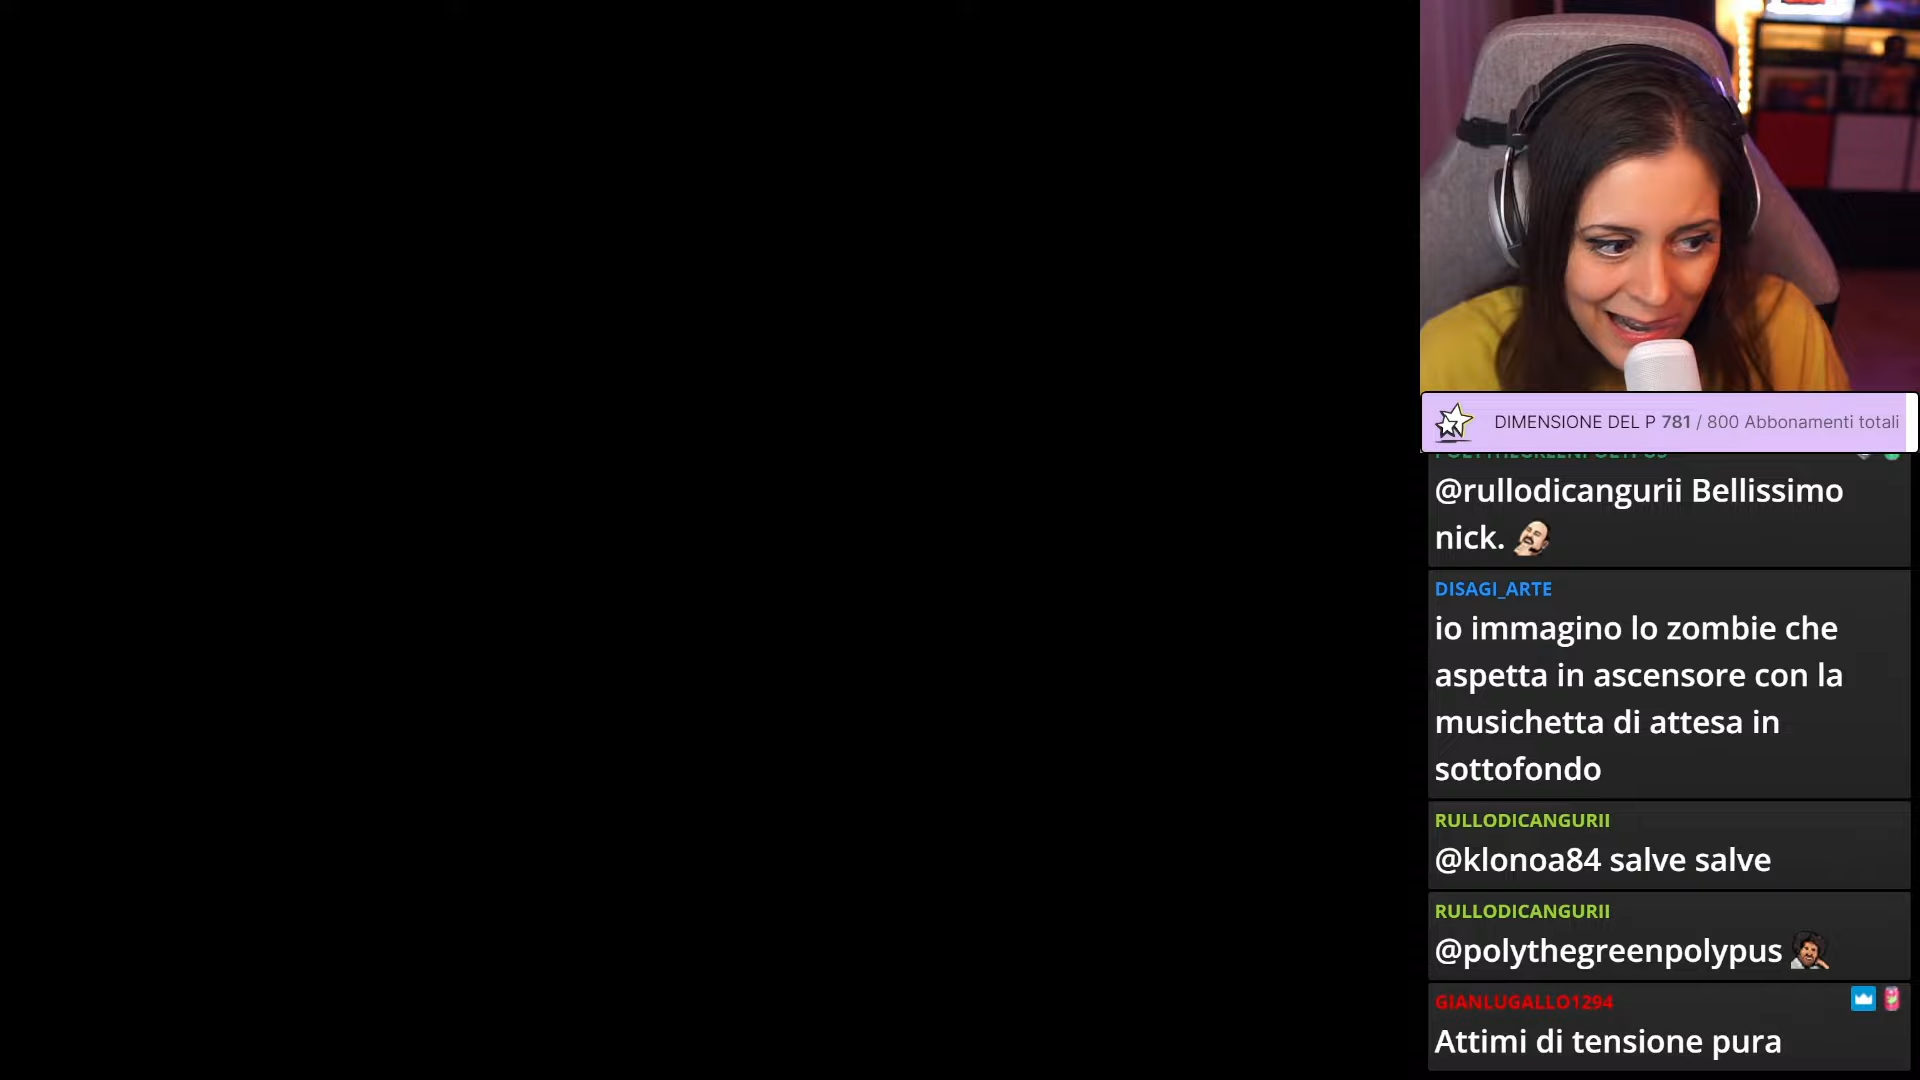 DIMENSIONE DEL P 781 / 800 Abbonamenti totali
POLYTHEGREENPOLYPUS
@rullodicangurii Bellissimo
nick.
DISAGI_ARTE
io immagino lo zombie che
aspetta in ascensore con la
musichetta di attesa in
sottofondo
RULLODICANGURII
@klonoa84 salve salve
RULLODICANGURII
@polythegreenpolypus
GIANLUGALLO1294
Attimi di tensione pura